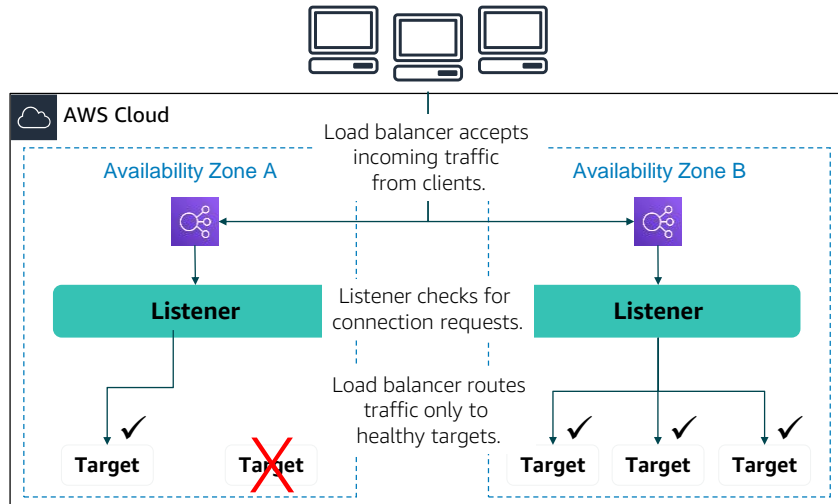 AWS Cloud
Load balancer accepts
incoming traffic
from clients.
Availability Zone A
Availability Zone B
Listener
Listener checks for
connection requests.
Listener
Load balancer routes
traffic only to
healthy targets.
Target
Target
Target
Target
Target